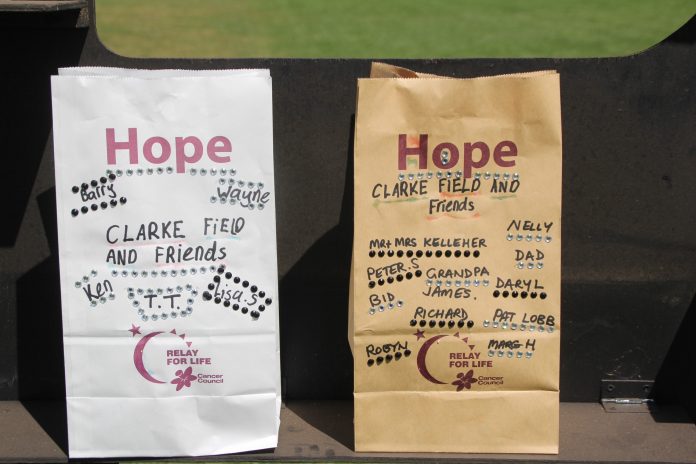 Hope
Barry
Wayne
CLARKE FiELD
AND FRiends
Ken
T.T.
Lisa.S
RELAY
FOR LIFE
Cancer
Council
Hope
CLARKE FIELD AND
Friends
NELLY
MR+MRS KELLEHER
DAD
PETER.S
GRANDPA
JAMES.
DARYL
BID
RICHARD
PAT LOBB
ROBYN
MARG H
RELAY
FOR LIFE
Cancer
Council